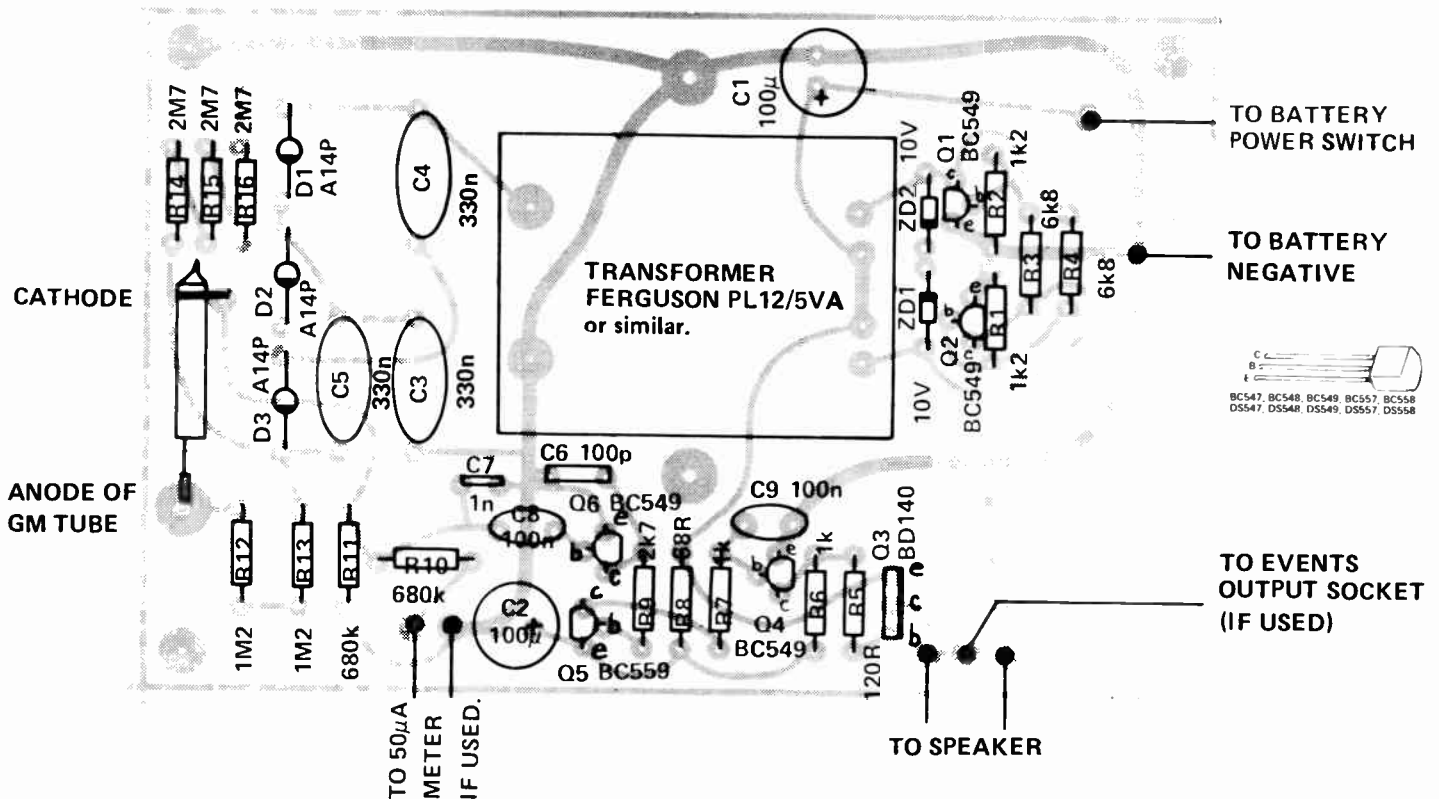 2M7
2M7
2M7
R14
R15
R16
D1
A14P
C4
330n
C1
100µ
+
TO BATTERY
POWER SWITCH
10V
ZD2
Q1
BC549
c
b
e
R2
1k2
6k8
R3
R4
6k8
TO BATTERY
NEGATIVE
CATHODE
D2
A14P
TRANSFORMER
FERGUSON PL12/5VA
or similar.
ZD1
10V
Q2
BC549
e
b
R1
1k2
D3
A14P
C5
330n
C3
330n
C
B
E
BC547, BC548, BC549, BC557, BC558
DS547, DS548, DS549, DS557, DS558
ANODE OF
GM TUBE
C7
1n
C6 100p
C8
100n
Q6 BC549
e
b
c
C9 100n
R12
1M2
R13
1M2
R11
680k
R10
680k
C2
100µ
+
c
b
e
Q5 BC559
R9
2k7
R8
68R
R7
1k
e
b
c
Q4
BC549
R6
1k
R5
120R
Q3
BD140
e
c
b
TO EVENTS
OUTPUT SOCKET
(IF USED)
TO 50µA
METER
IF USED.
TO SPEAKER